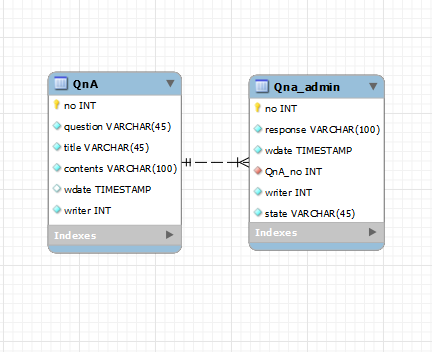 QnA
no INT
question VARCHAR(45)
title VARCHAR(45)
contents VARCHAR(100)
wdate TIMESTAMP
writer INT
Indexes
Qna_admin
no INT
response VARCHAR(100)
wdate TIMESTAMP
QnA_no INT
writer INT
state VARCHAR(45)
Indexes